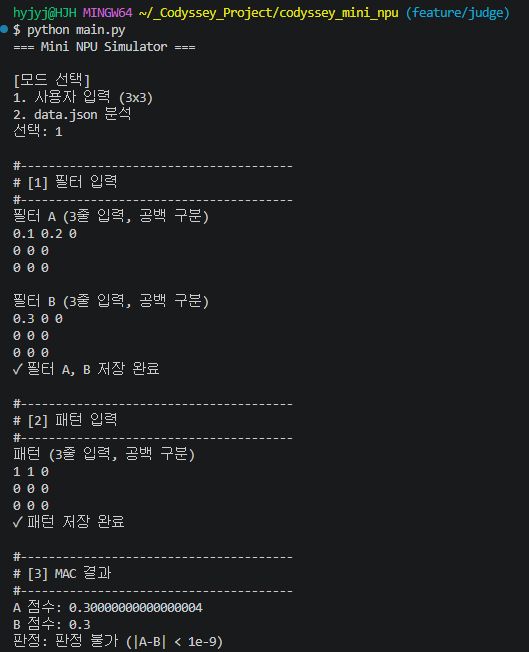 hyjyj@HJH MINGW64 ~/_Codyssey_Project/codyssey_mini_npu (feature/judge)
$ python main.py
=== Mini NPU Simulator ===
[모드 선택]
1. 사용자 입력 (3x3)
2. data.json 분석
선택: 1
#---------------------------------------
# [1] 필터 입력
#---------------------------------------
필터 A (3줄 입력, 공백 구분)
0.1 0.2 0
0 0 0
0 0 0
필터 B (3줄 입력, 공백 구분)
0.3 0 0
0 0 0
0 0 0
✓ 필터 A, B 저장 완료
#---------------------------------------
# [2] 패턴 입력
#---------------------------------------
패턴 (3줄 입력, 공백 구분)
1 1 0
0 0 0
0 0 0
✓ 패턴 저장 완료
#---------------------------------------
# [3] MAC 결과
#---------------------------------------
A 점수: 0.30000000000000004
B 점수: 0.3
판정: 판정 불가 (|A-B| < 1e-9)